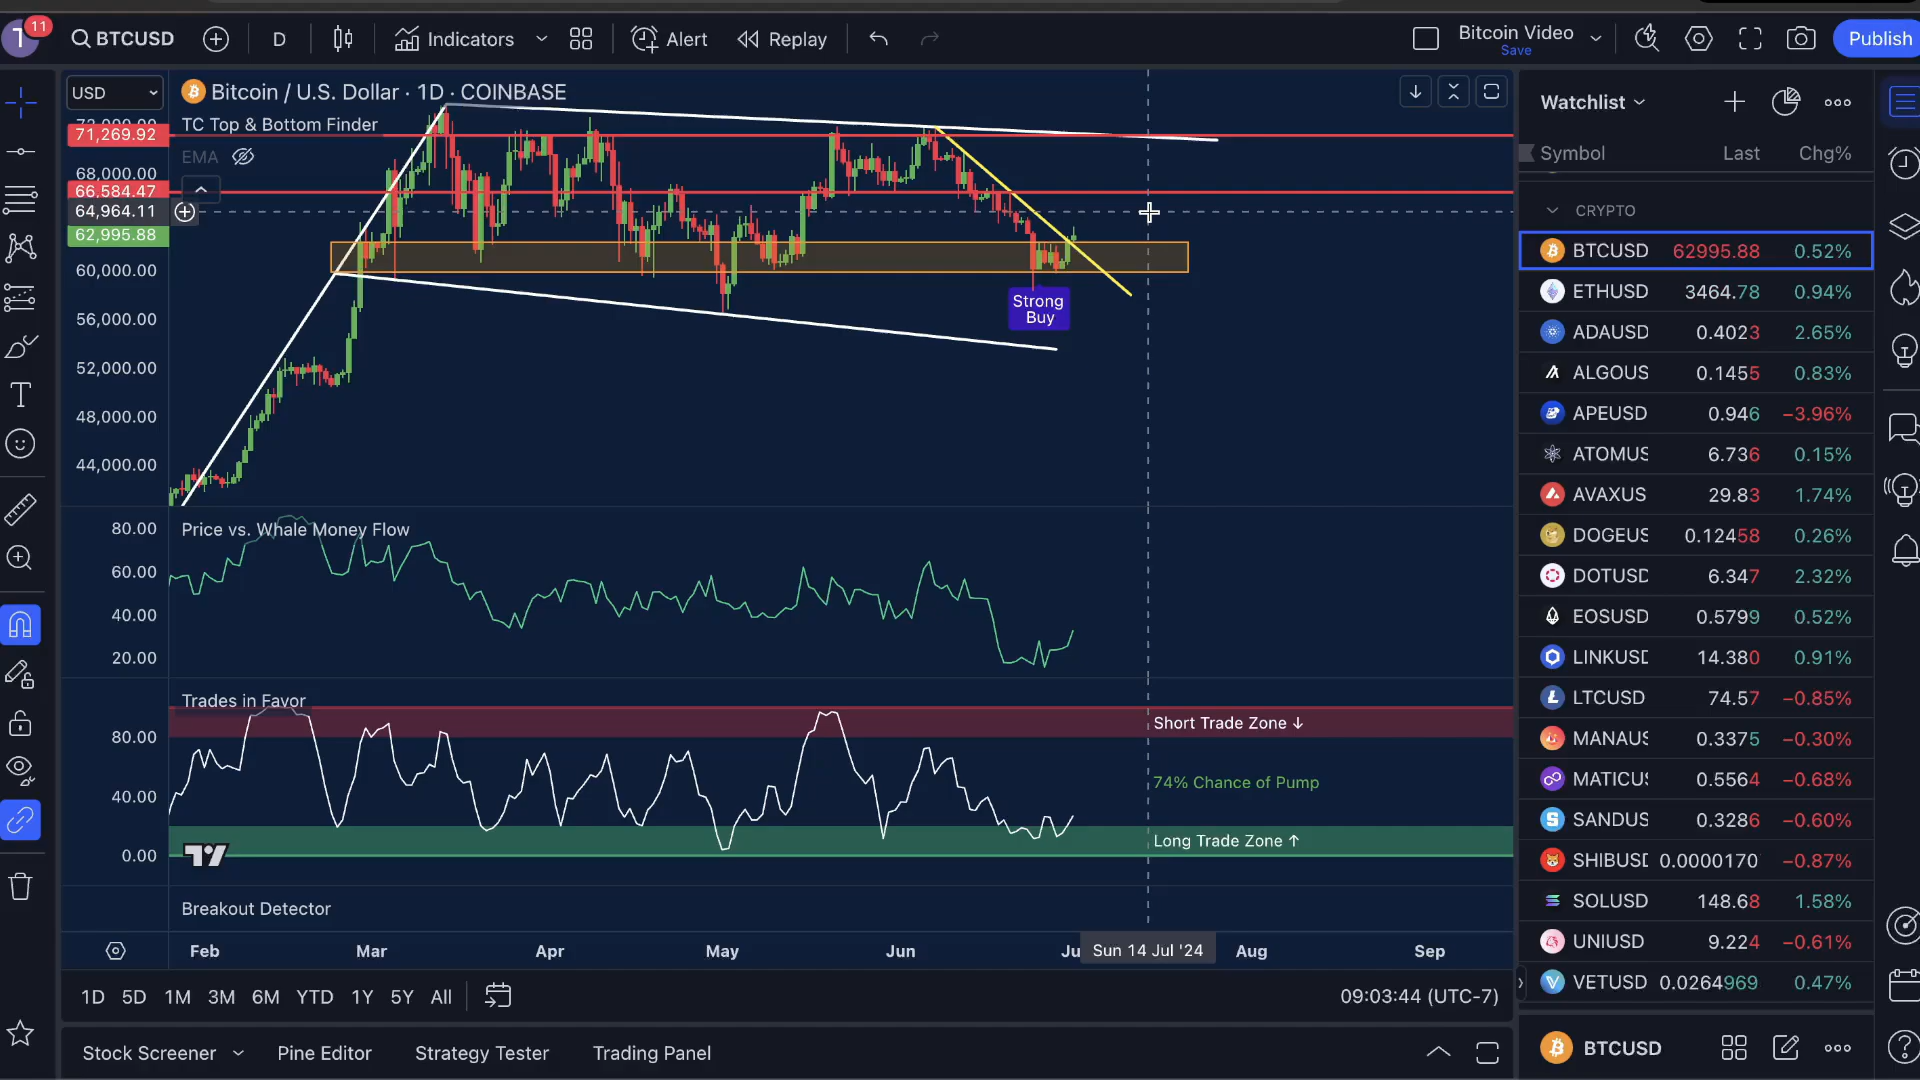 T
11
BTCUSD
D
Indicators
Alert
Replay
Bitcoin Video
Save
Publish
USD
Bitcoin / U.S. Dollar · 1D · COINBASE
TC Top & Bottom Finder
EMA
72,000.00
71,269.92
68,000.00
66,584.47
64,964.11
62,995.88
60,000.00
56,000.00
52,000.00
48,000.00
44,000.00
Strong
Buy
Price vs. Whale Money Flow
80.00
60.00
40.00
20.00
Trades in Favor
80.00
40.00
0.00
Short Trade Zone ↓
74% Chance of Pump
Long Trade Zone ↑
Breakout Detector
Feb Mar Apr May Jun Ju Sun 14 Jul '24 Aug Sep
1D 5D 1M 3M 6M YTD 1Y 5Y All
09:03:44 (UTC-7)
Stock Screener Pine Editor Strategy Tester Trading Panel
Watchlist
Symbol Last Chg%
CRYPTO
BTCUSD 62995.88 0.52%
ETHUSD 3464.78 0.94%
ADAUSD 0.4023 2.65%
ALGOUS 0.1455 0.83%
APEUSD 0.946 −3.96%
ATOMUS 6.736 0.15%
AVAXUS 29.83 1.74%
DOGEUS 0.12458 0.26%
DOTUSD 6.347 2.32%
EOSUSD 0.5799 0.52%
LINKUSD 14.380 0.91%
LTCUSD 74.57 −0.85%
MANAUS 0.3375 −0.30%
MATICUS 0.5564 −0.68%
SANDUS 0.3286 −0.60%
SHIBUSD 0.0000170 −0.87%
SOLUSD 148.68 1.58%
UNIUSD 9.224 −0.61%
VETUSD 0.0264969 0.47%
BTCUSD